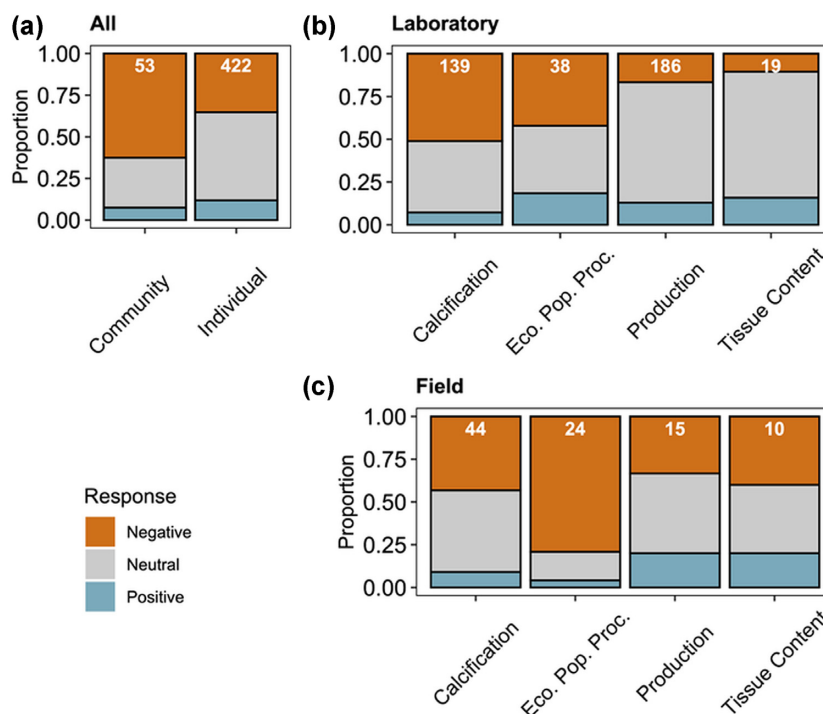 (a)
All
Proportion
1.00
0.75
0.50
0.25
0.00
53
422
Community
Individual
(b)
Laboratory
1.00
0.75
0.50
0.25
0.00
139
38
186
19
Calcification
Eco. Pop. Proc.
Production
Tissue Content
(c)
Field
Proportion
1.00
0.75
0.50
0.25
0.00
44
24
15
10
Calcification
Eco. Pop. Proc.
Production
Tissue Content
Response
Negative
Neutral
Positive